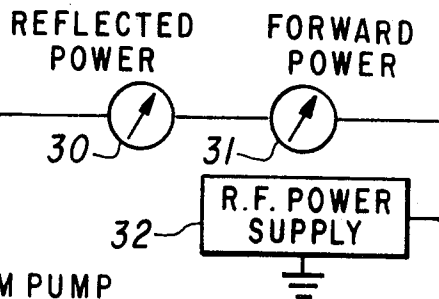 REFLECTED
POWER
FORWARD
POWER
30
31
R.F. POWER
SUPPLY
32
M PUMP